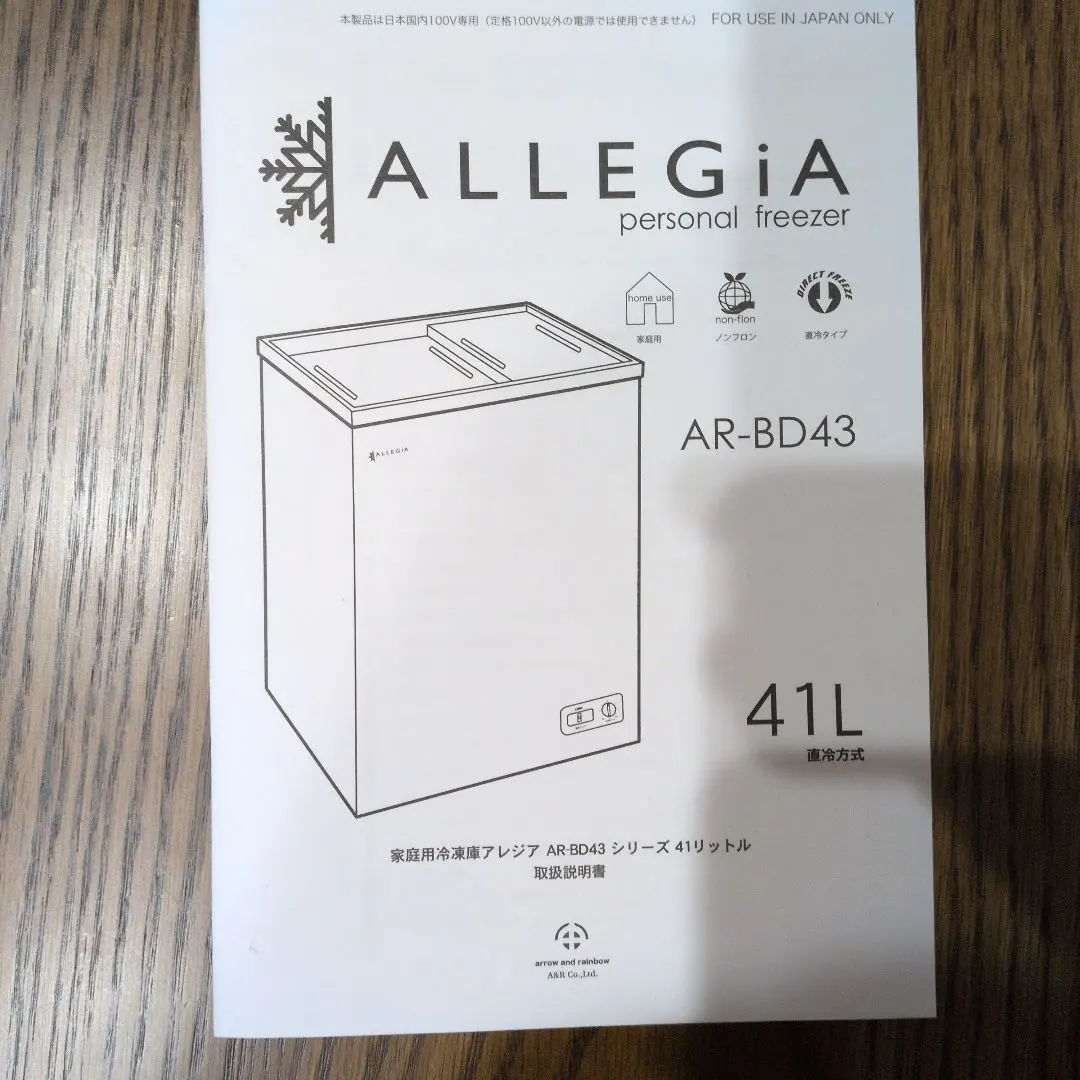 本製品は日本国内100V専用（定格100V以外の電源では使用できません） FOR USE IN JAPAN ONLY
ALLEGiA
personal freezer
home use
家庭用
non-flon
ノンフロン
DIRECT FREEZE
直冷タイプ
AR-BD43
ALLEGiA
41L
直冷方式
家庭用冷凍庫アレジア AR-BD43 シリーズ 41リットル
取扱説明書
arrow and rainbow
A&R Co.,Ltd.